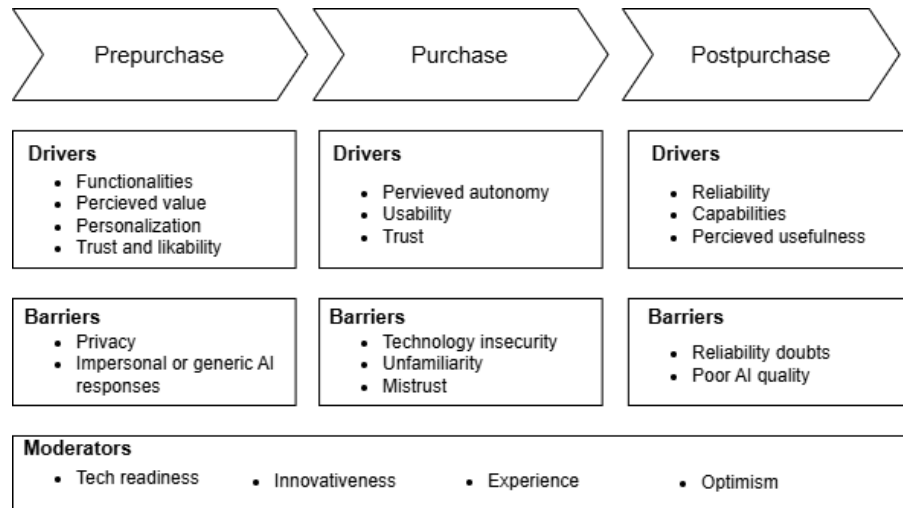 Prepurchase
Purchase
Postpurchase
Drivers
• Functionalities
• Percieved value
• Personalization
• Trust and likability
Drivers
• Pervieved autonomy
• Usability
• Trust
Drivers
• Reliability
• Capabilities
• Percieved usefulness
Barriers
• Privacy
• Impersonal or generic AI
responses
Barriers
• Technology insecurity
• Unfamiliarity
• Mistrust
Barriers
• Reliability doubts
• Poor AI quality
Moderators
• Tech readiness
• Innovativeness
• Experience
• Optimism